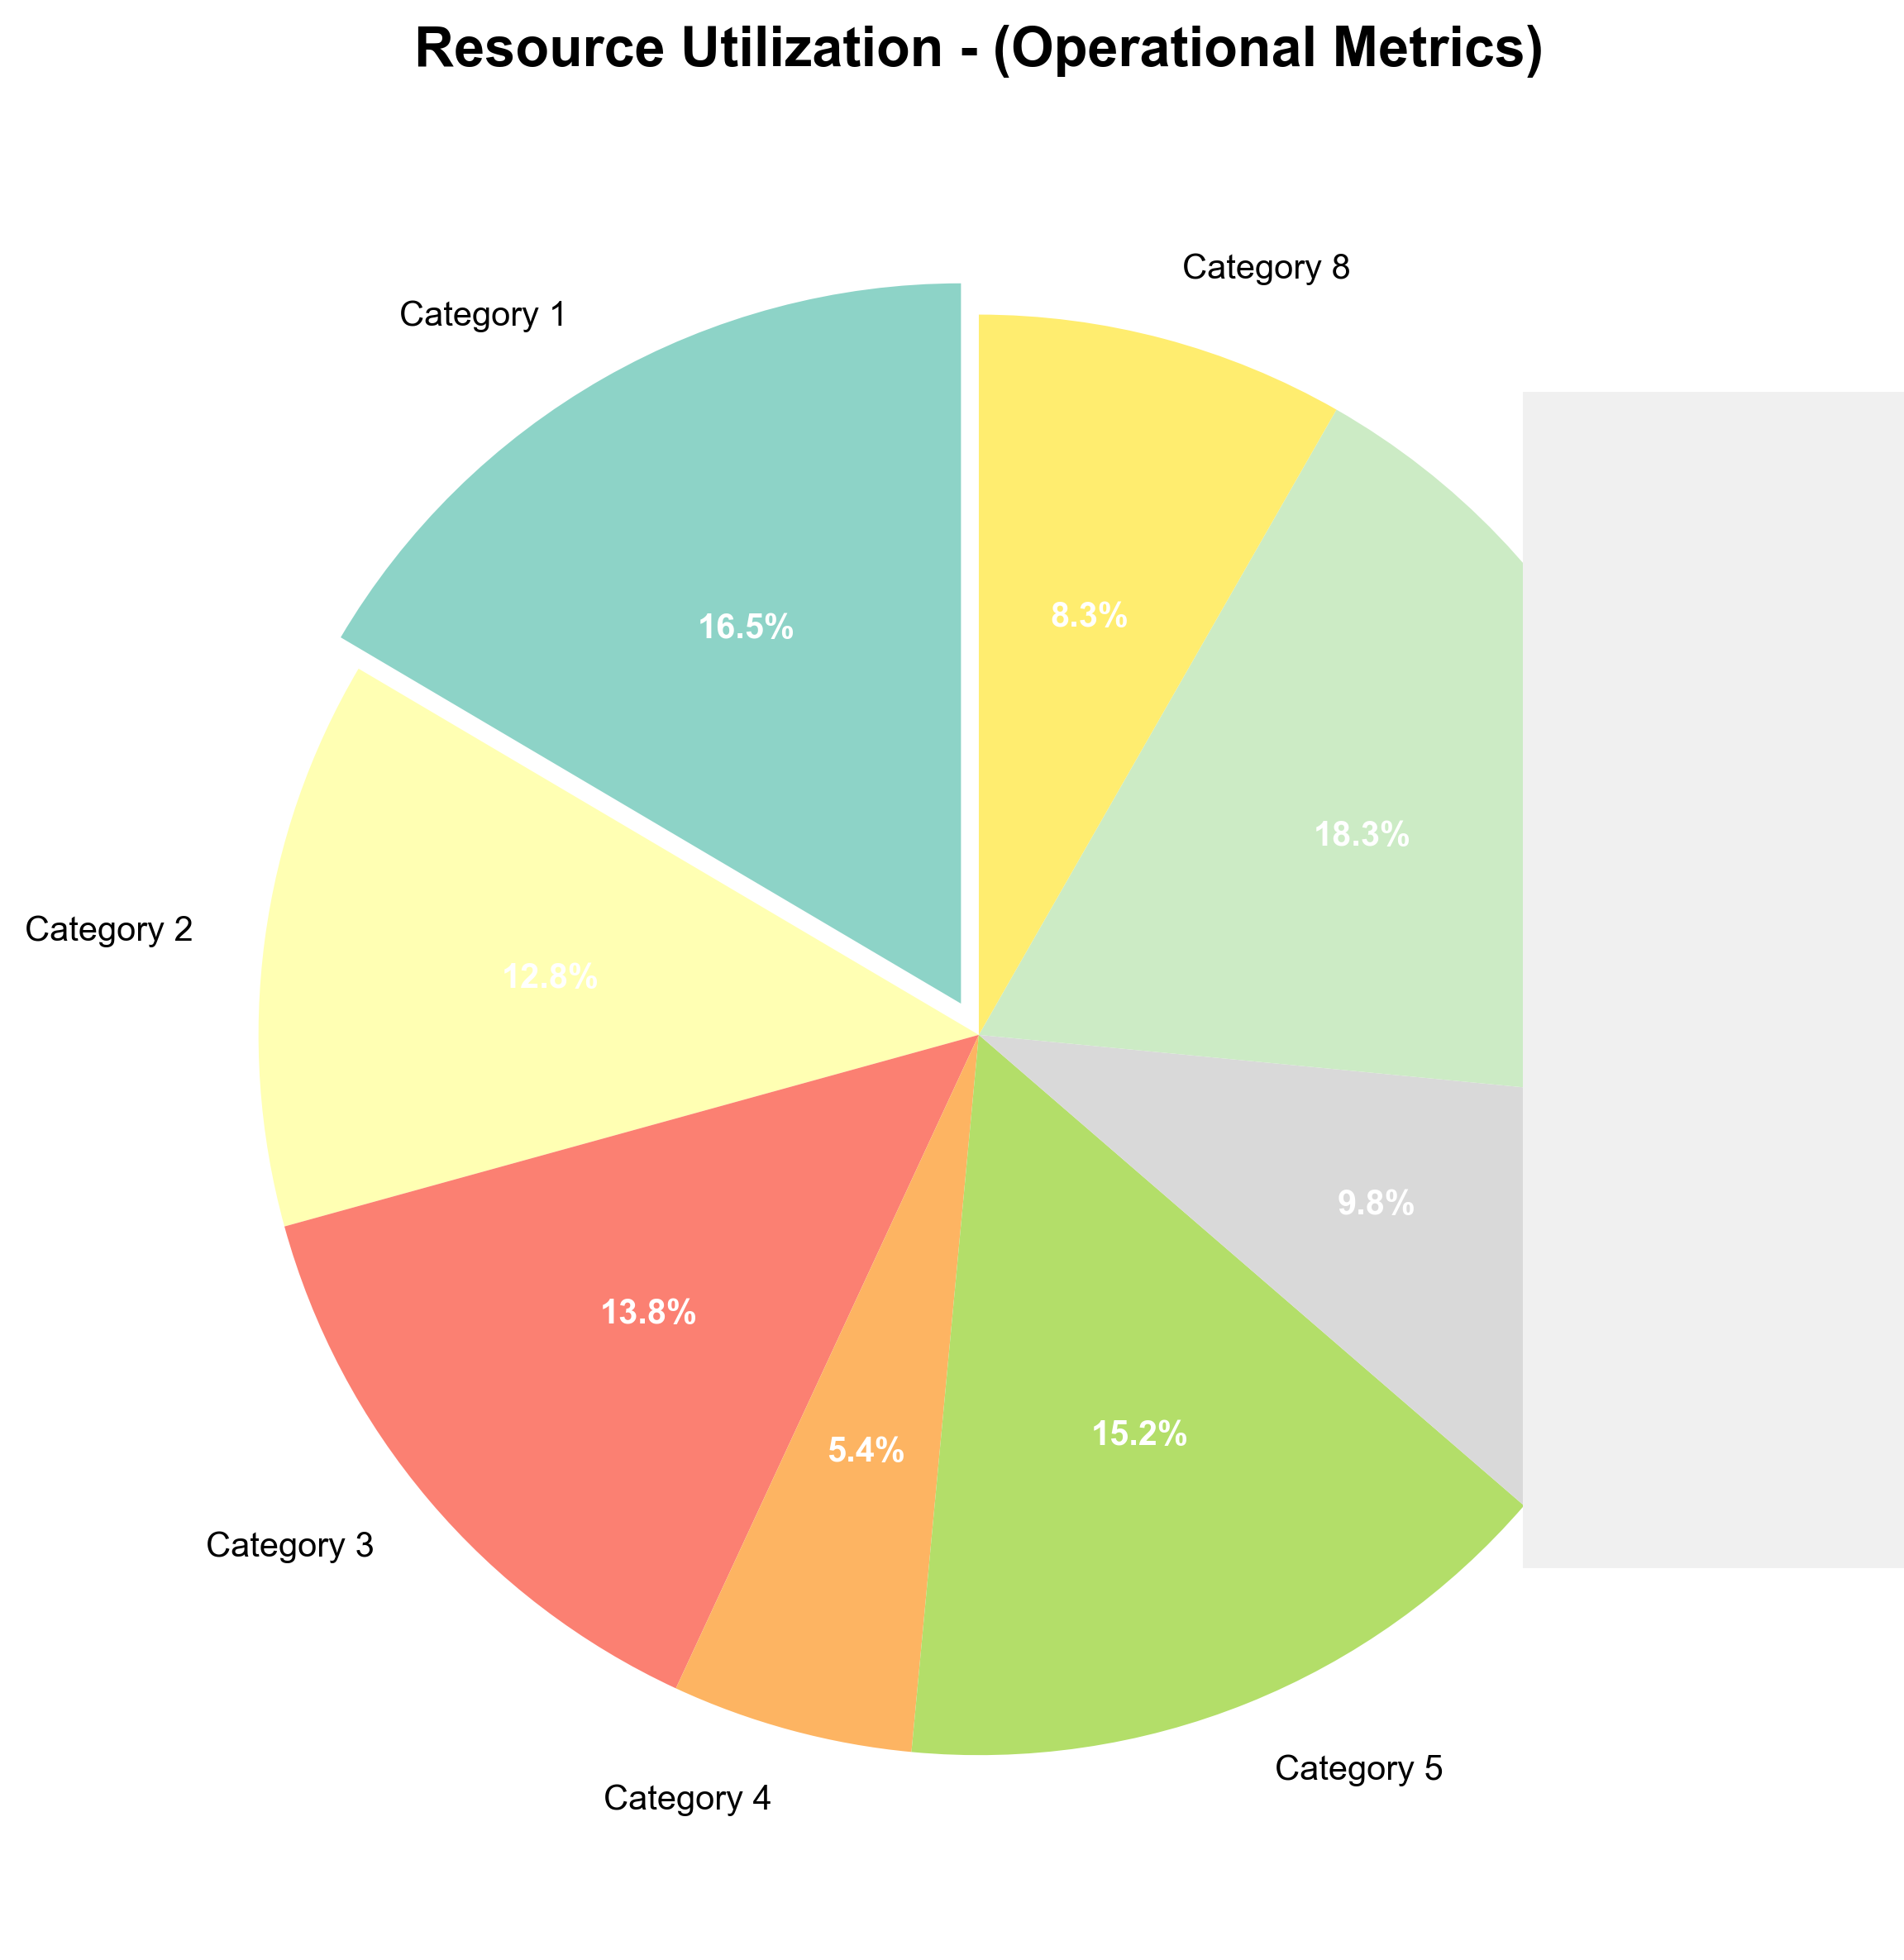 Resource Utilization - (Operational Metrics)
Category 8
Category 1
8.3%
16.5%
18.3%
Category 2
12.8%
9.8%
13.8%
15.2%
5.4%
Category 3
Category 5
Category 4